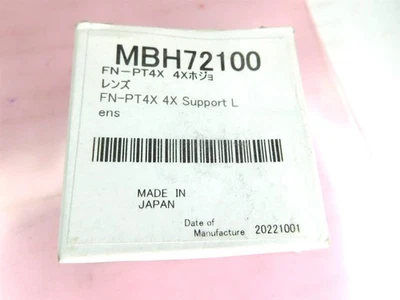 MBH72100
FN-PT4X 4Xホジョ
レンズ
FN-PT4X 4X Support L
ens
MADE IN
JAPAN
Date of
Manufacture 20221001